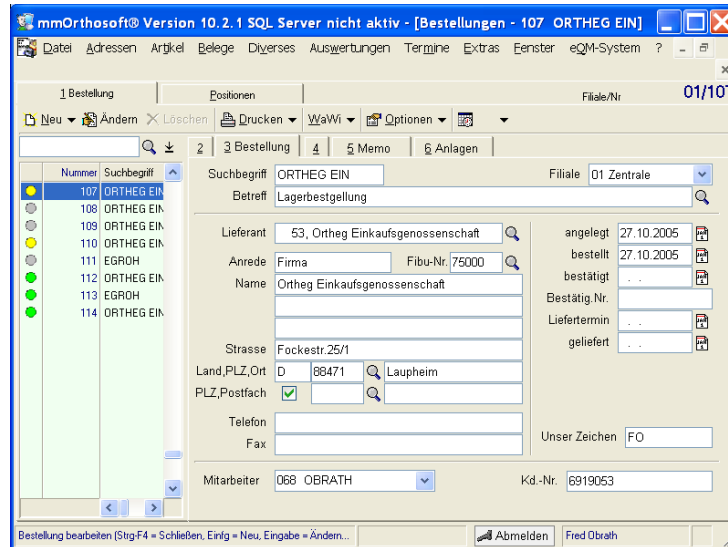 mmOrthosoft® Version 10.2.1 SQL Server nicht aktiv - [Bestellungen - 107 ORTHEG EIN]
Datei Adressen Artikel Belege Diverses Auswertungen Termine Extras Fenster eQM-System ?
1 Bestellung Positionen Filiale/Nr 01/107
Neu Ändern Löschen Drucken WaWi Optionen
2 3 Bestellung 4 5 Memo 6 Anlagen
Nummer Suchbegriff
107 ORTHEG EIN
108 ORTHEG EIN
109 ORTHEG EIN
110 ORTHEG EIN
111 EGROH
112 ORTHEG EIN
113 EGROH
114 ORTHEG EIN
Suchbegriff ORTHEG EIN Filiale 01 Zentrale
Betreff Lagerbestgellung
Lieferant 53, Ortheg Einkaufsgenossenschaft angelegt 27.10.2005
bestellt 27.10.2005
Anrede Firma Fibu-Nr. 75000
bestätigt . .
Name Ortheg Einkaufsgenossenschaft
Bestätig.Nr.
Liefertermin . .
geliefert . .
Strasse Fockestr.25/1
Land,PLZ,Ort D 88471 Laupheim
PLZ,Postfach
Telefon
Fax
Unser Zeichen FO
Mitarbeiter 068 OBRATH Kd.-Nr. 6919053
Bestellung bearbeiten (Strg-F4 = Schließen, Einfg = Neu, Eingabe = Ändern... Abmelden Fred Obrath